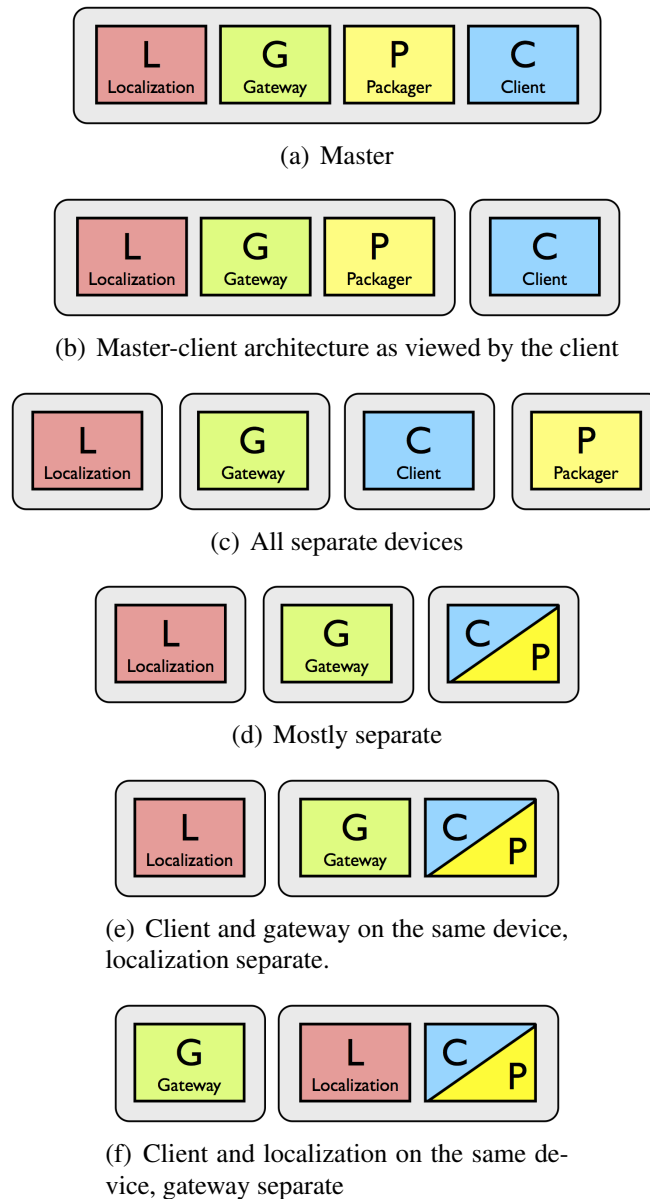 L G P C
Localization Gateway Packager Client
(a) Master
L G P C
Localization Gateway Packager Client
(b) Master-client architecture as viewed by the client
L G C P
Localization Gateway Client Packager
(c) All separate devices
L G C P
Localization Gateway
(d) Mostly separate
L G C P
Localization Gateway
(e) Client and gateway on the same device,
localization separate.
G L C P
Gateway Localization
(f) Client and localization on the same de-
vice, gateway separate